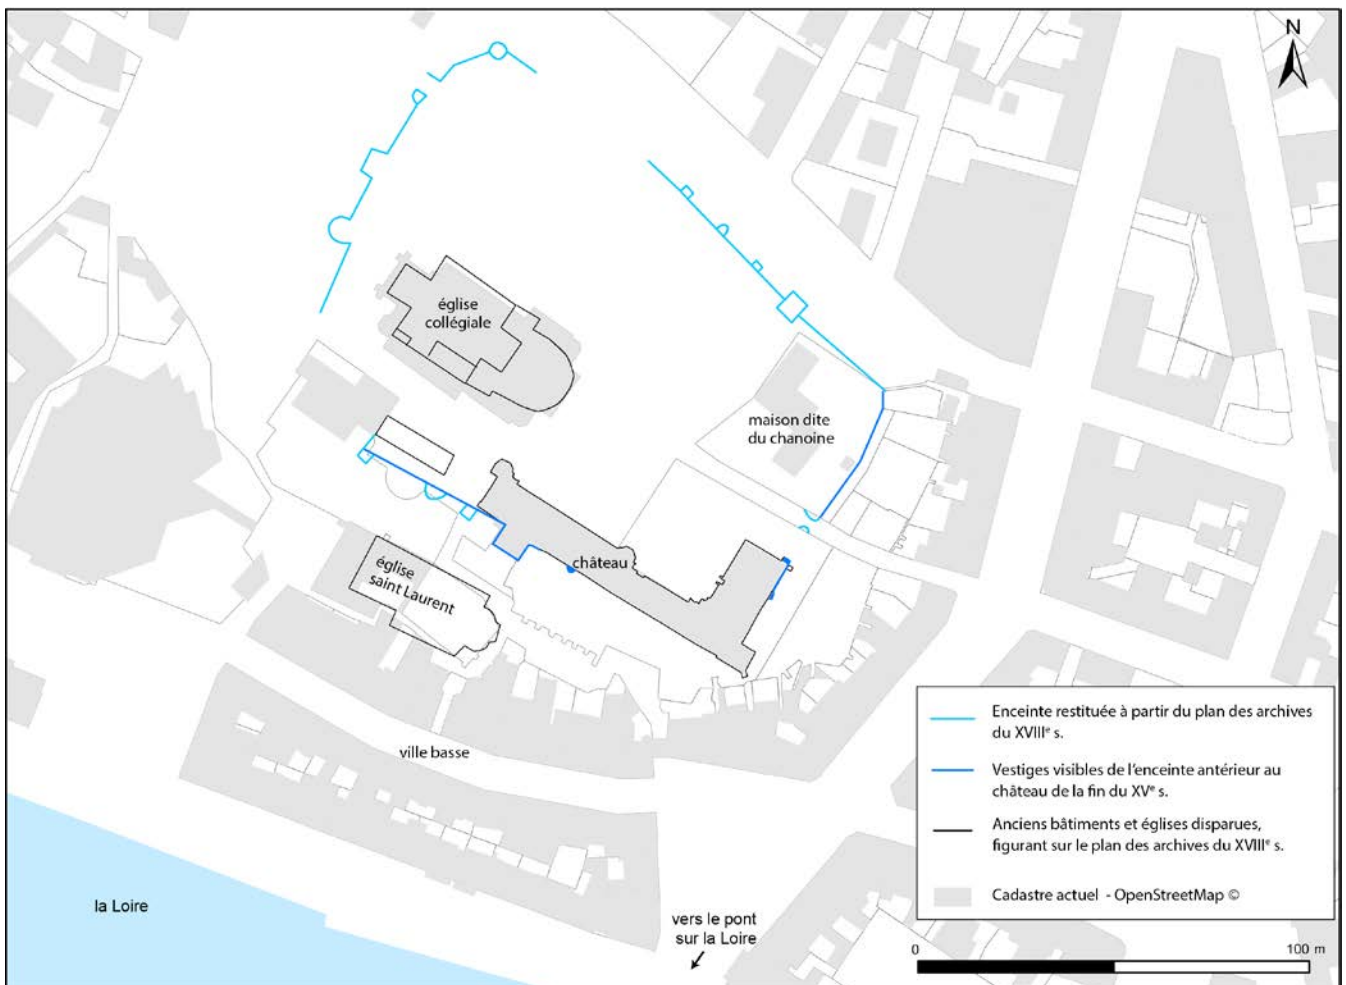 N
église
collégiale
maison dite
du chanoine
château
église
saint Laurent
ville basse
la Loire
vers le pont
sur la Loire
Enceinte restituée à partir du plan des archives
du XVIIIe s.
Vestiges visibles de l'enceinte antérieur au
château de la fin du XVe s.
Anciens bâtiments et églises disparues,
figurant sur le plan des archives du XVIIIe s.
Cadastre actuel - OpenStreetMap ©
0 100 m